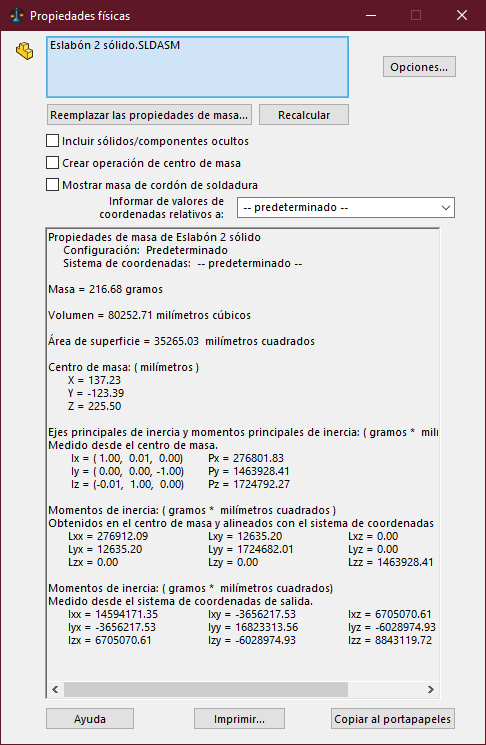 Propiedades físicas
Eslabón 2 sólido.SLDASM
Opciones...
Reemplazar las propiedades de masa... Recalcular
Incluir sólidos/componentes ocultos
Crear operación de centro de masa
Mostrar masa de cordón de soldadura
Informar de valores de
coordenadas relativos a: -- predeterminado --
Propiedades de masa de Eslabón 2 sólido
Configuración: Predeterminado
Sistema de coordenadas: -- predeterminado --
Masa = 216.68 gramos
Volumen = 80252.71 milímetros cúbicos
Área de superficie = 35265.03 milímetros cuadrados
Centro de masa: ( milímetros )
X = 137.23
Y = -123.39
Z = 225.50
Ejes principales de inercia y momentos principales de inercia: ( gramos * milí
Medido desde el centro de masa.
Ix = ( 1.00, 0.01, 0.00) Px = 276801.83
Iy = ( 0.00, 0.00, -1.00) Py = 1463928.41
Iz = (-0.01, 1.00, 0.00) Pz = 1724792.27
Momentos de inercia: ( gramos * milímetros cuadrados )
Obtenidos en el centro de masa y alineados con el sistema de coordenadas
Lxx = 276912.09 Lxy = 12635.20 Lxz = 0.00
Lyx = 12635.20 Lyy = 1724682.01 Lyz = 0.00
Lzx = 0.00 Lzy = 0.00 Lzz = 1463928.41
Momentos de inercia: ( gramos * milímetros cuadrados)
Medido desde el sistema de coordenadas de salida.
Ixx = 14594171.35 Ixy = -3656217.53 Ixz = 6705070.61
Iyx = -3656217.53 Iyy = 16823313.56 Iyz = -6028974.93
Izx = 6705070.61 Izy = -6028974.93 Izz = 8843119.72
Ayuda Imprimir... Copiar al portapapeles